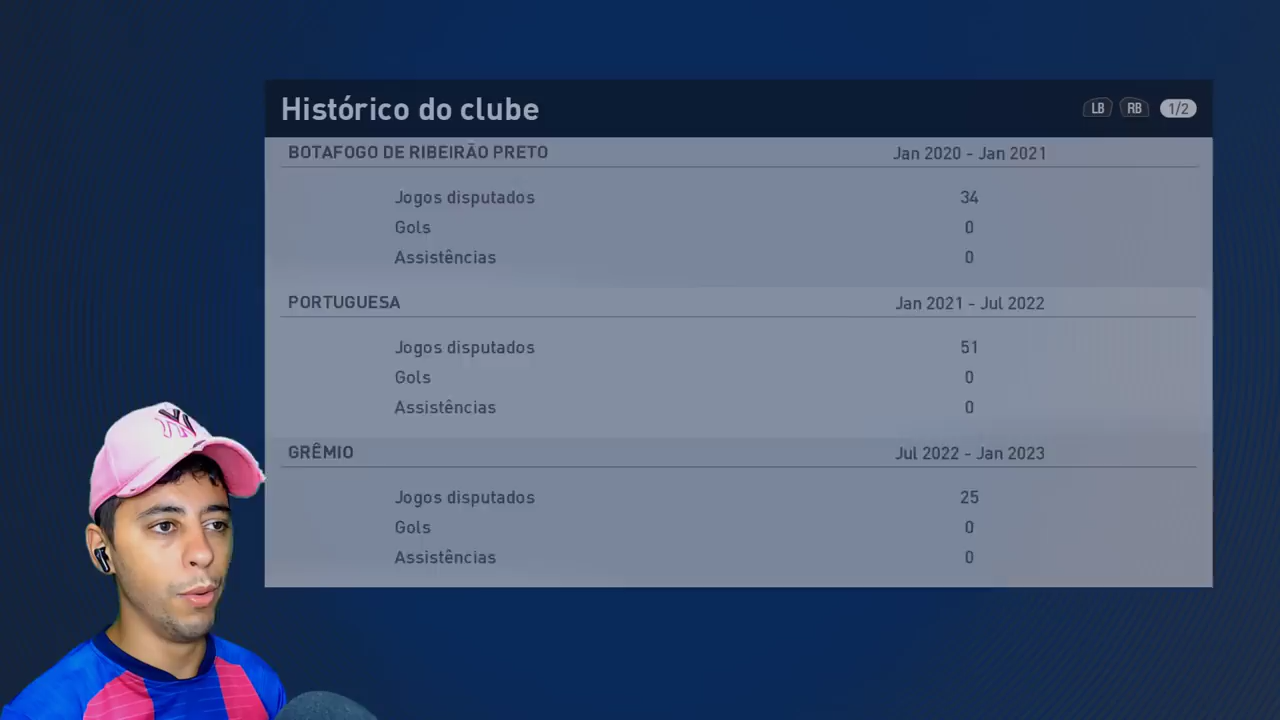 Histórico do clube LB RB 1/2
BOTAFOGO DE RIBEIRÃO PRETO Jan 2020 - Jan 2021
Jogos disputados 34
Gols 0
Assistências 0
PORTUGUESA Jan 2021 - Jul 2022
Jogos disputados 51
Gols 0
Assistências 0
GRÊMIO Jul 2022 - Jan 2023
Jogos disputados 25
Gols 0
Assistências 0
NY